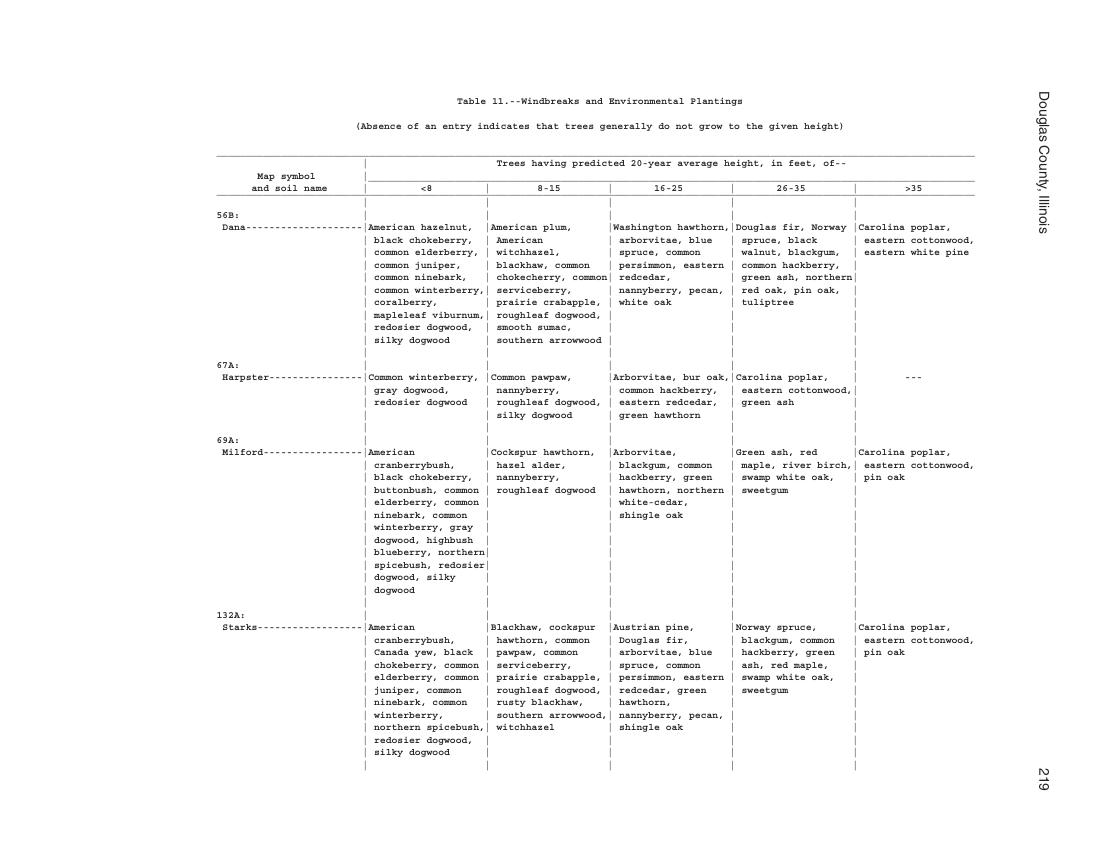 Table 11.--Windbreaks and Environmental Plantings
(Absence of an entry indicates that trees generally do not grow to the given height)
Trees having predicted 20-year average height, in feet, of--
Map symbol
and soil name | <8 | 8-15 | 16-25 | 26-35 | >35
56B:
Dana--------------------|American hazelnut, |American plum, |Washington hawthorn,|Douglas fir, Norway |Carolina poplar,
black chokeberry, | American | arborvitae, blue | spruce, black | eastern cottonwood,
common elderberry, | witchhazel, | spruce, common | walnut, blackgum, | eastern white pine
common juniper, | blackhaw, common | persimmon, eastern | common hackberry,
common ninebark, | chokecherry, common| redcedar, | green ash, northern|
common winterberry,| serviceberry, | nannyberry, pecan, | red oak, pin oak,
coralberry, | prairie crabapple, | white oak | tuliptree
mapleleaf viburnum,| roughleaf dogwood,
redosier dogwood, | smooth sumac,
silky dogwood | southern arrowwood
67A:
Harpster----------------|Common winterberry, |Common pawpaw, |Arborvitae, bur oak,|Carolina poplar, | ---
gray dogwood, | nannyberry, | common hackberry, | eastern cottonwood,|
redosier dogwood | roughleaf dogwood, | eastern redcedar, | green ash
silky dogwood | green hawthorn
69A:
Milford-----------------|American |Cockspur hawthorn, |Arborvitae, |Green ash, red |Carolina poplar,
cranberrybush, | hazel alder, | blackgum, common | maple, river birch,| eastern cottonwood,
black chokeberry, | nannyberry, | hackberry, green | swamp white oak, | pin oak
buttonbush, common | roughleaf dogwood | hawthorn, northern | sweetgum
elderberry, common | white-cedar,
ninebark, common | shingle oak
winterberry, gray
dogwood, highbush
blueberry, northern|
spicebush, redosier|
dogwood, silky
dogwood
132A:
Starks------------------|American |Blackhaw, cockspur |Austrian pine, |Norway spruce, |Carolina poplar,
cranberrybush, | hawthorn, common | Douglas fir, | blackgum, common | eastern cottonwood,
Canada yew, black | pawpaw, common | arborvitae, blue | hackberry, green | pin oak
chokeberry, common | serviceberry, | spruce, common | ash, red maple,
elderberry, common | prairie crabapple, | persimmon, eastern | swamp white oak,
juniper, common | roughleaf dogwood, | redcedar, green | sweetgum
ninebark, common | rusty blackhaw, | hawthorn,
winterberry, | southern arrowwood,| nannyberry, pecan,
northern spicebush,| witchhazel | shingle oak
redosier dogwood,
silky dogwood
Douglas County, Illinois
219